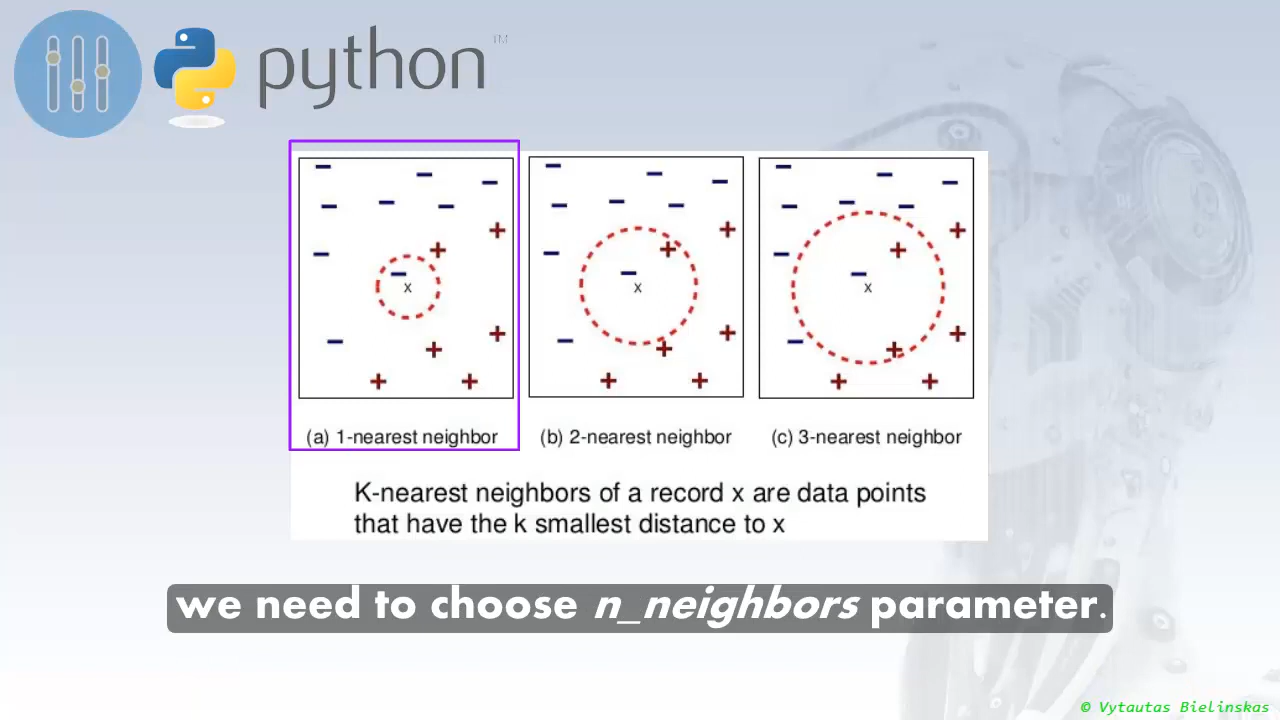 python™
x
x
x
(a) 1-nearest neighbor
(b) 2-nearest neighbor
(c) 3-nearest neighbor
K-nearest neighbors of a record x are data points
that have the k smallest distance to x
we need to choose n_neighbors parameter.
© Vytautas Bielinskas